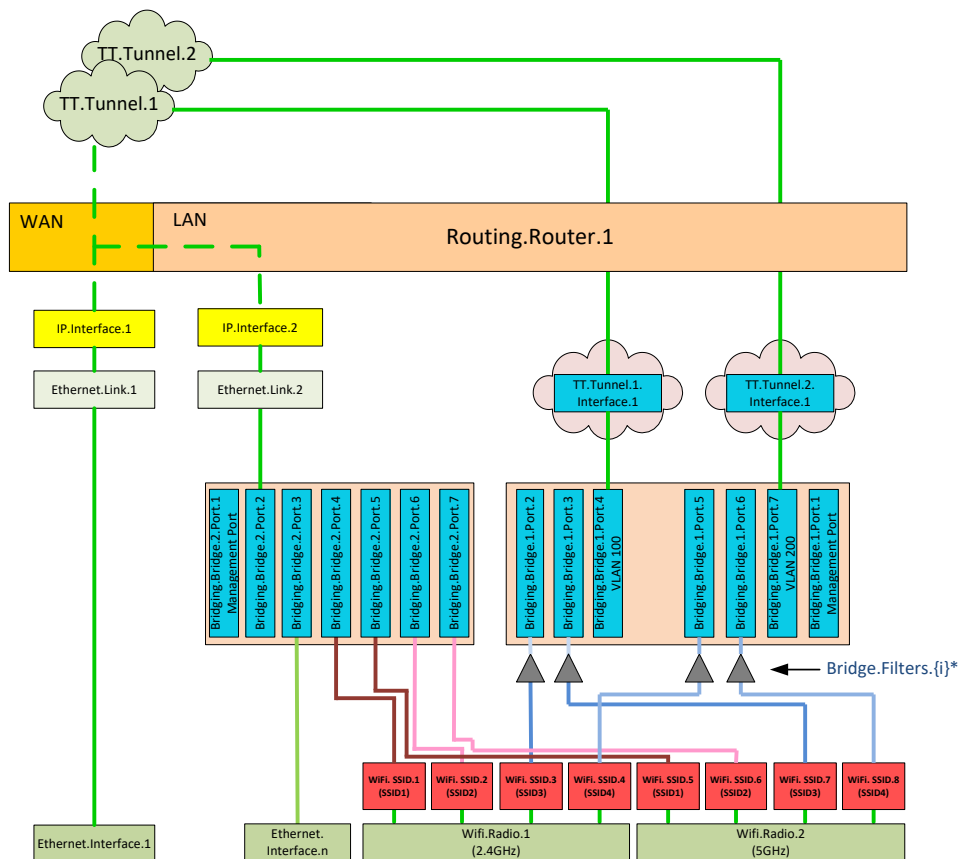 TT.Tunnel.2
TT.Tunnel.1
WAN
LAN
Routing.Router.1
IP.Interface.1
IP.Interface.2
Ethernet.Link.1
Ethernet.Link.2
TT.Tunnel.1.
Interface.1
TT.Tunnel.2.
Interface.1
Bridging.Bridge.2.Port.1
Management Port
Bridging.Bridge.2.Port.2
Bridging.Bridge.2.Port.3
Bridging.Bridge.2.Port.4
Bridging.Bridge.2.Port.5
Bridging.Bridge.2.Port.6
Bridging.Bridge.2.Port.7
Bridging.Bridge.1.Port.2
Bridging.Bridge.1.Port.3
Bridging.Bridge.1.Port.4
VLAN 100
Bridging.Bridge.1.Port.5
Bridging.Bridge.1.Port.6
Bridging.Bridge.1.Port.7
VLAN 200
Bridging.Bridge.1.Port.1
Management Port
Bridge.Filters.{i}*
WiFi. SSID.1
(SSID1)
WiFi. SSID.2
(SSID2)
WiFi. SSID.3
(SSID3)
WiFi. SSID.4
(SSID4)
WiFi. SSID.5
(SSID1)
WiFi. SSID.6
(SSID2)
WiFi. SSID.7
(SSID3)
WiFi. SSID.8
(SSID4)
Ethernet.Interface.1
Ethernet.
Interface.n
Wifi.Radio.1
(2.4GHz)
Wifi.Radio.2
(5GHz)